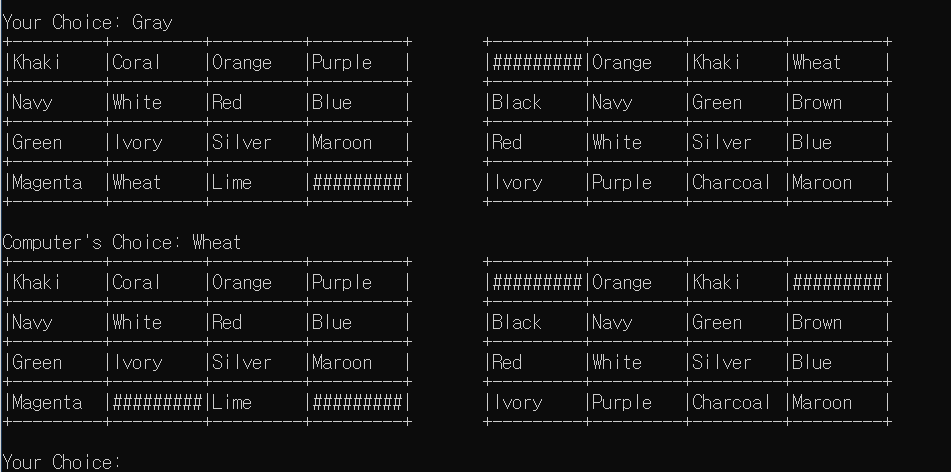 Your Choice: Gray
+---------+---------+---------+---------+       +---------+---------+---------+---------+
|Khaki    |Coral    |Orange   |Purple   |       |#########|Orange   |Khaki    |Wheat    |
+---------+---------+---------+---------+       +---------+---------+---------+---------+
|Navy     |White    |Red      |Blue     |       |Black    |Navy     |Green    |Brown    |
+---------+---------+---------+---------+       +---------+---------+---------+---------+
|Green    |Ivory    |Silver   |Maroon   |       |Red      |White    |Silver   |Blue     |
+---------+---------+---------+---------+       +---------+---------+---------+---------+
|Magenta  |Wheat    |Lime     |#########|       |Ivory    |Purple   |Charcoal |Maroon   |
+---------+---------+---------+---------+       +---------+---------+---------+---------+
Computer's Choice: Wheat
+---------+---------+---------+---------+       +---------+---------+---------+---------+
|Khaki    |Coral    |Orange   |Purple   |       |#########|Orange   |Khaki    |#########|
+---------+---------+---------+---------+       +---------+---------+---------+---------+
|Navy     |White    |Red      |Blue     |       |Black    |Navy     |Green    |Brown    |
+---------+---------+---------+---------+       +---------+---------+---------+---------+
|Green    |Ivory    |Silver   |Maroon   |       |Red      |White    |Silver   |Blue     |
+---------+---------+---------+---------+       +---------+---------+---------+---------+
|Magenta  |#########|Lime     |#########|       |Ivory    |Purple   |Charcoal |Maroon   |
+---------+---------+---------+---------+       +---------+---------+---------+---------+
Your Choice: